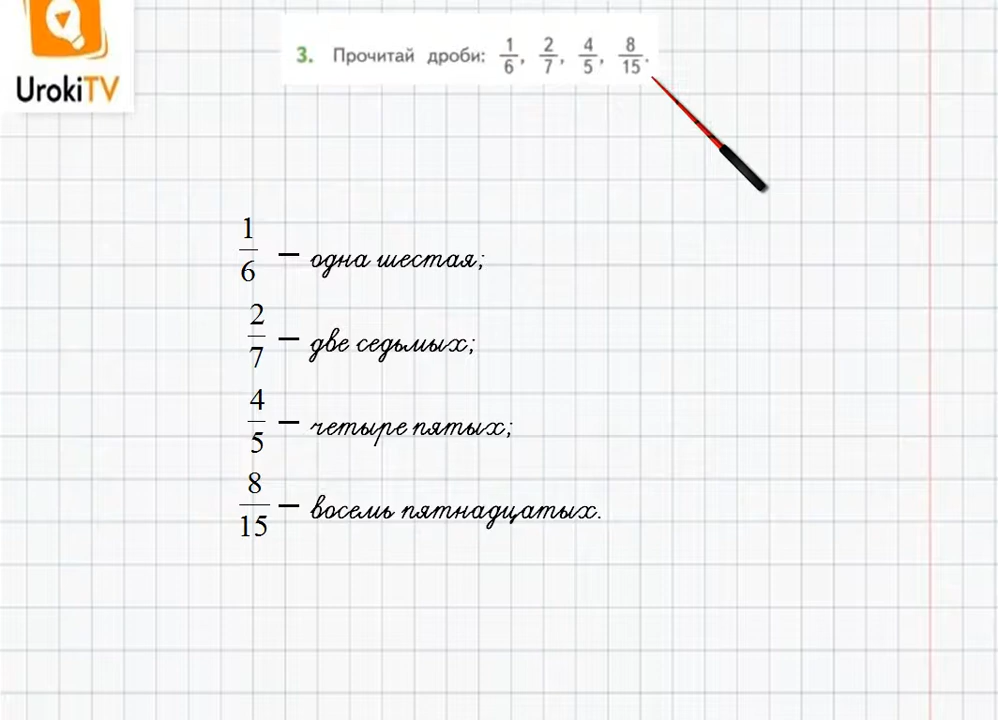 UrokiTV
3. Прочитай дроби: 1/6, 2/7, 4/5, 8/15.
1/6 – одна шестая;
2/7 – две седьмых;
4/5 – четыре пятых;
8/15 – восемь пятнадцатых.